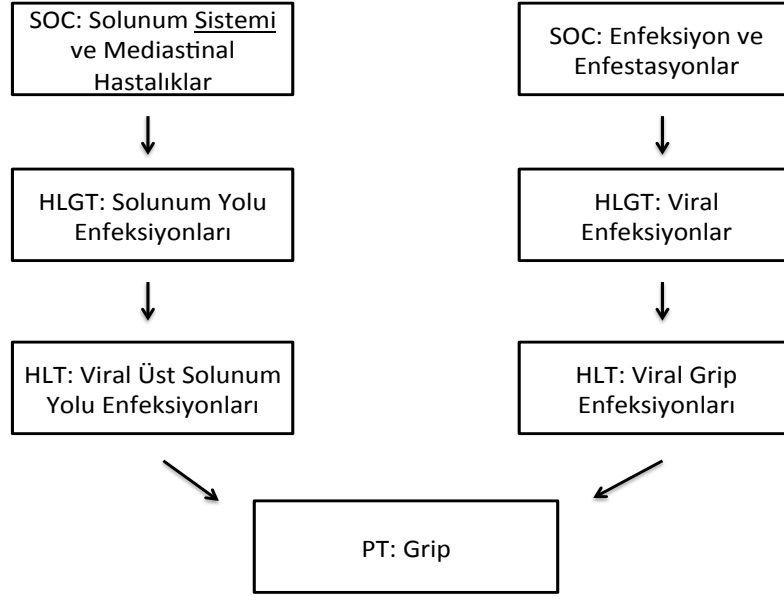 SOC: Solunum Sistemi
ve Mediastinal
Hastalıklar
SOC: Enfeksiyon ve
Enfestasyonlar
HLGT: Solunum Yolu
Enfeksiyonları
HLGT: Viral
Enfeksiyonlar
HLT: Viral Üst Solunum
Yolu Enfeksiyonları
HLT: Viral Grip
Enfeksiyonları
PT: Grip